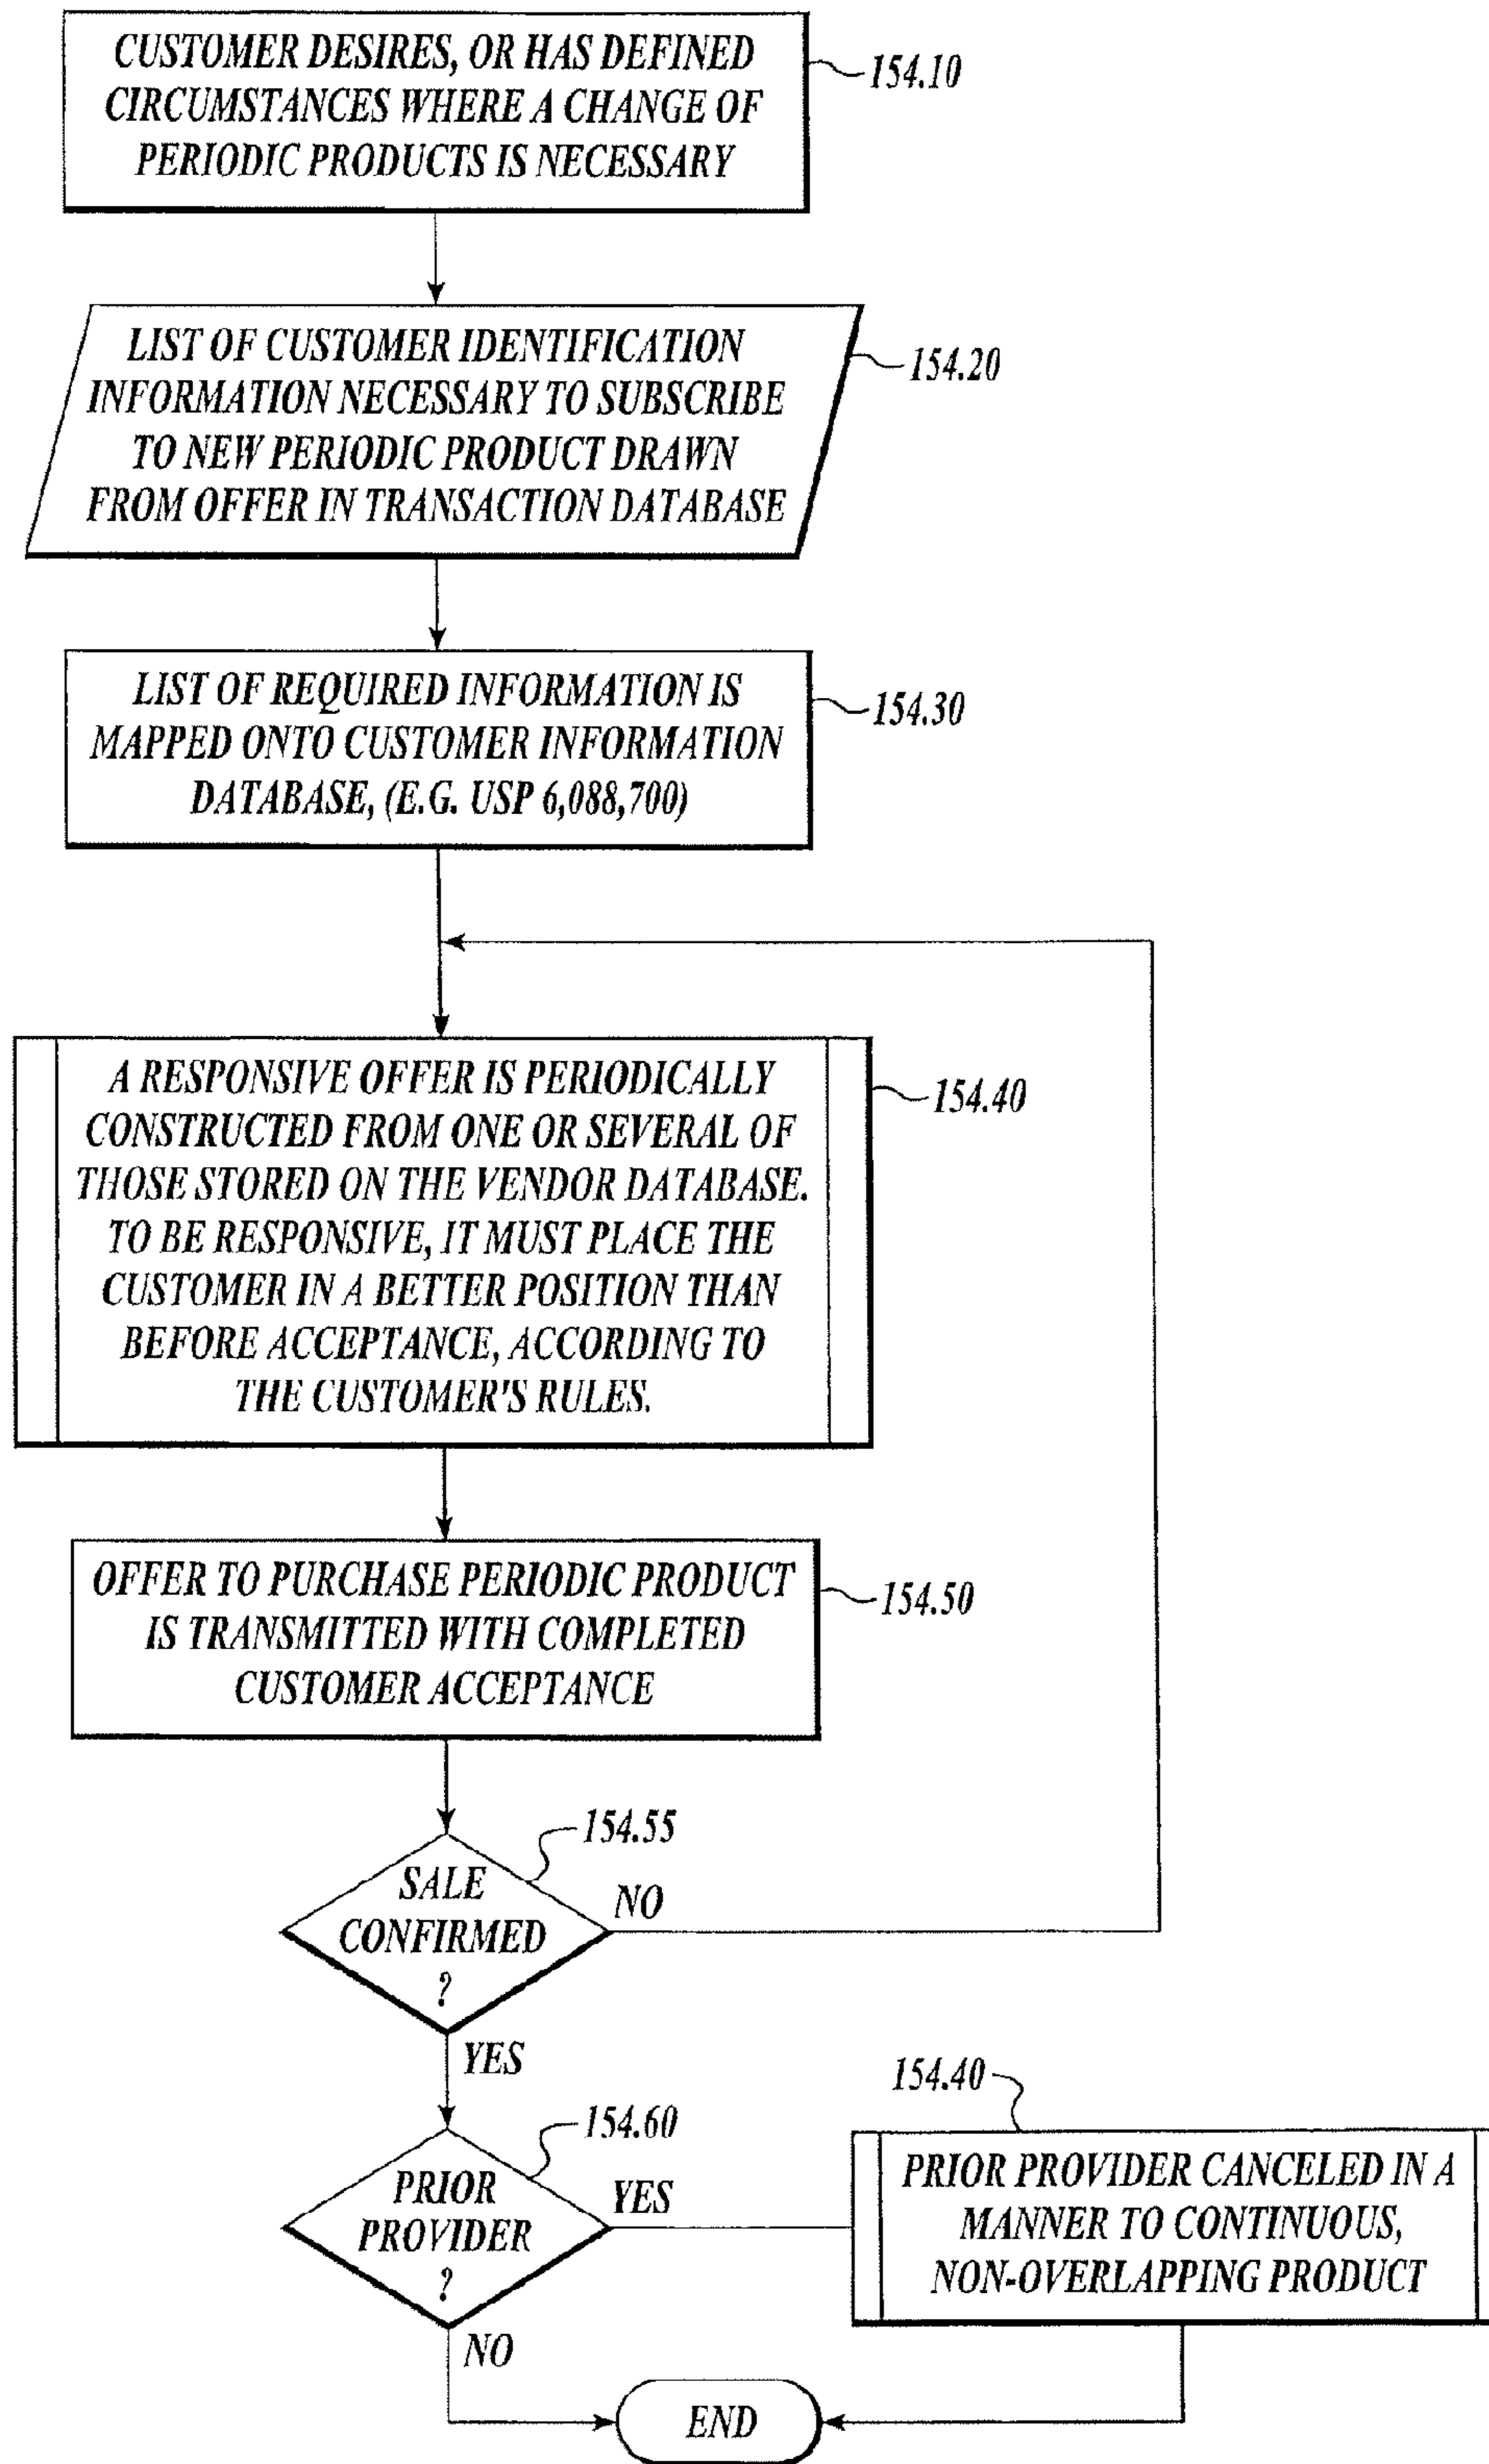 CUSTOMER DESIRES, OR HAS DEFINED
CIRCUMSTANCES WHERE A CHANGE OF
PERIODIC PRODUCTS IS NECESSARY
154.10
LIST OF CUSTOMER IDENTIFICATION
INFORMATION NECESSARY TO SUBSCRIBE
TO NEW PERIODIC PRODUCT DRAWN
FROM OFFER IN TRANSACTION DATABASE
154.20
LIST OF REQUIRED INFORMATION IS
MAPPED ONTO CUSTOMER INFORMATION
DATABASE, (E.G. USP 6,088,700)
154.30
A RESPONSIVE OFFER IS PERIODICALLY
CONSTRUCTED FROM ONE OR SEVERAL OF
THOSE STORED ON THE VENDOR DATABASE.
TO BE RESPONSIVE, IT MUST PLACE THE
CUSTOMER IN A BETTER POSITION THAN
BEFORE ACCEPTANCE, ACCORDING TO
THE CUSTOMER'S RULES.
154.40
OFFER TO PURCHASE PERIODIC PRODUCT
IS TRANSMITTED WITH COMPLETED
CUSTOMER ACCEPTANCE
154.50
154.55
SALE
CONFIRMED
?
NO
YES
154.60
PRIOR
PROVIDER
?
YES
NO
154.40
PRIOR PROVIDER CANCELED IN A
MANNER TO CONTINUOUS,
NON-OVERLAPPING PRODUCT
END